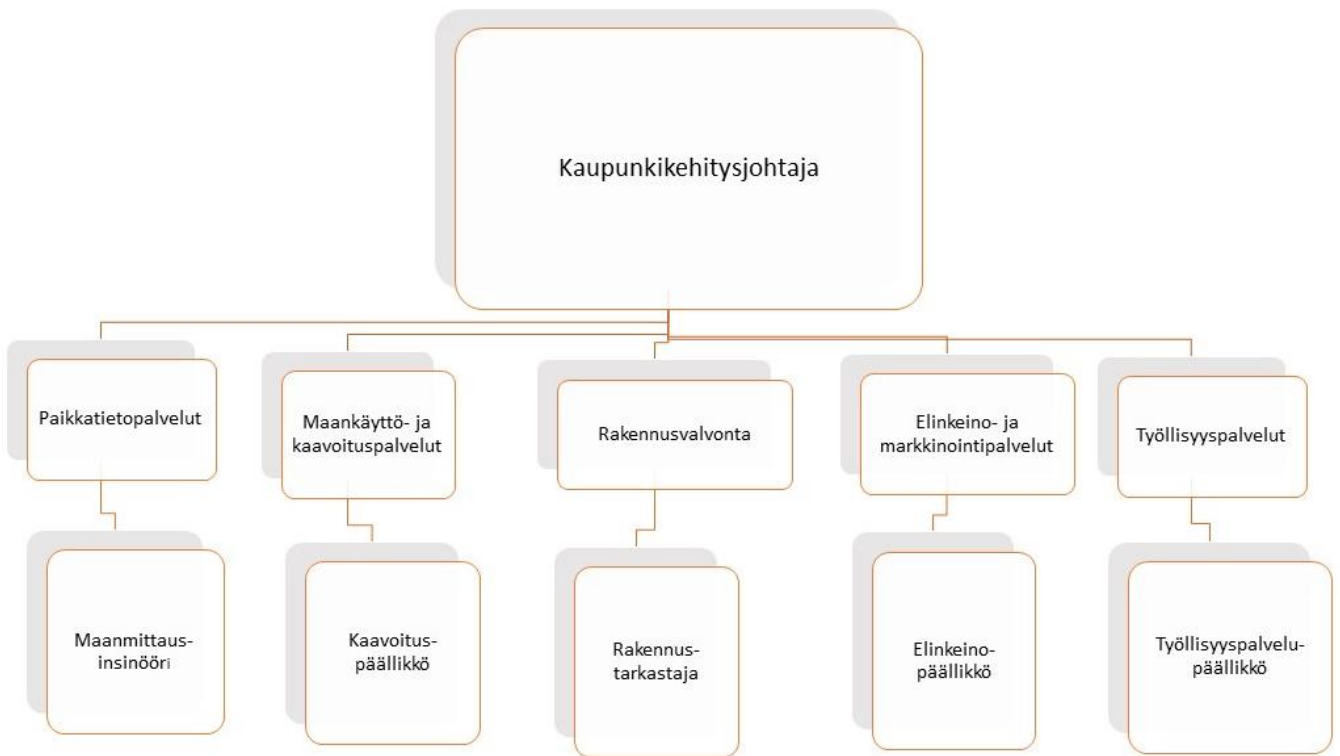 Kaupunkikehitysjohtaja
Paikkatietopalvelut
Maankäyttö- ja
kaavoituspalvelut
Rakennusvalvonta
Elinkeino- ja
markkinointipalvelut
Työllisyyspalvelut
Maanmittaus-
insinööri
Kaavoitus-
päällikkö
Rakennus-
tarkastaja
Elinkeino-
päällikkö
Työllisyyspalvelu-
päällikkö